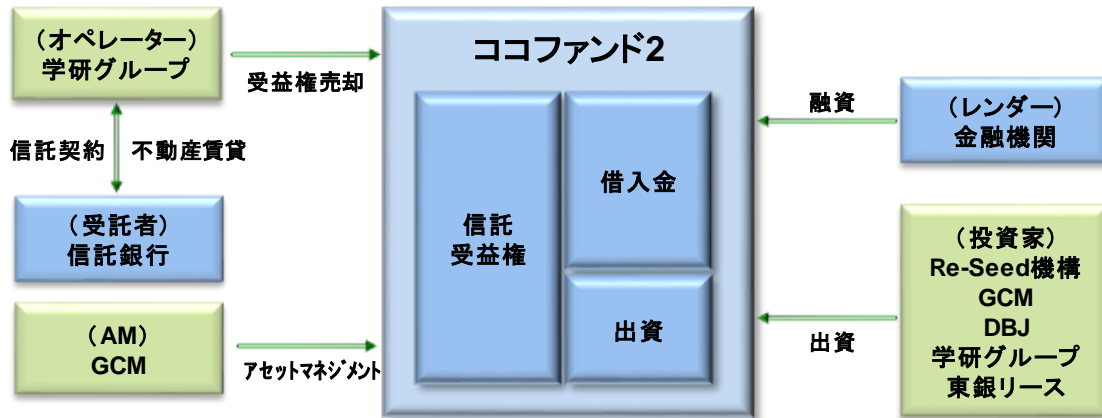 （オペレーター）
学研グループ
受益権売却
信託契約
不動産賃貸
（受託者）
信託銀行
（AM）
GCM
アセットマネジメント
ココファンド2
信託
受益権
借入金
出資
融資
（レンダー）
金融機関
出資
（投資家）
Re-Seed機構
GCM
DBJ
学研グループ
東銀リース